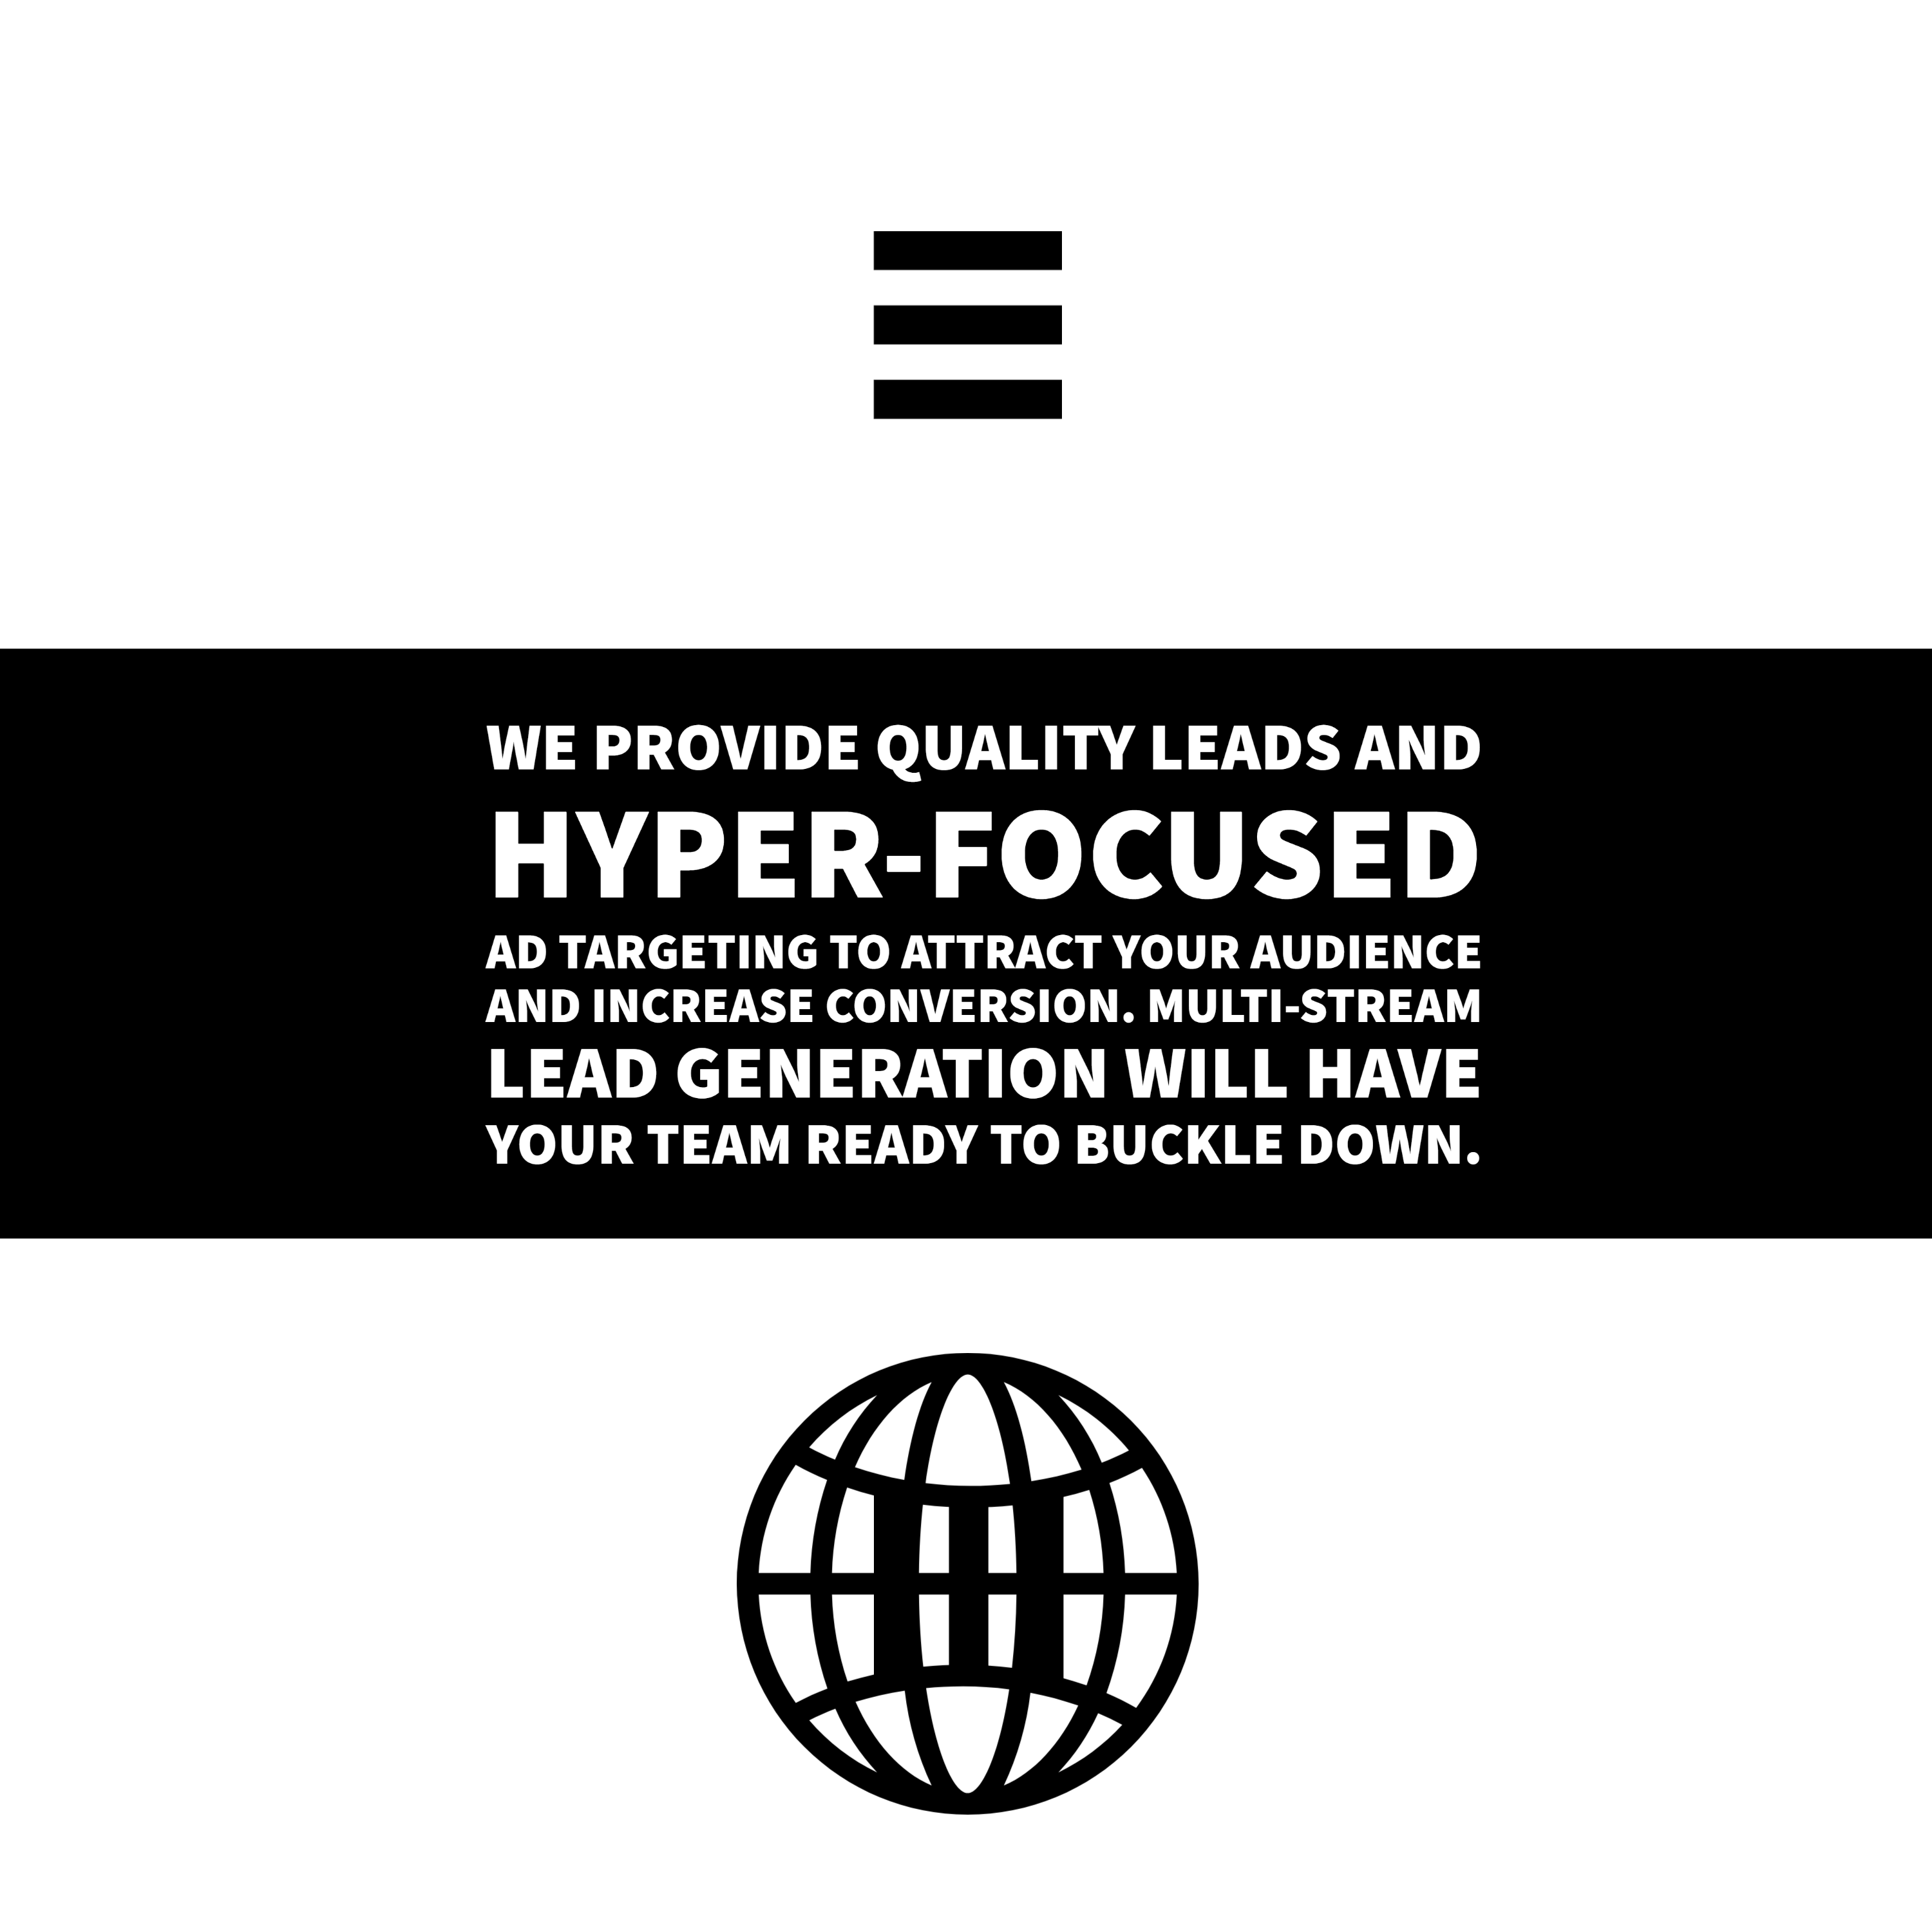 WE PROVIDE QUALITY LEADS AND
HYPER-FOCUSED
AD TARGETING TO ATTRACT YOUR AUDIENCE
AND INCREASE CONVERSION. MULTI-STREAM
LEAD GENERATION WILL HAVE
YOUR TEAM READY TO BUCKLE DOWN.